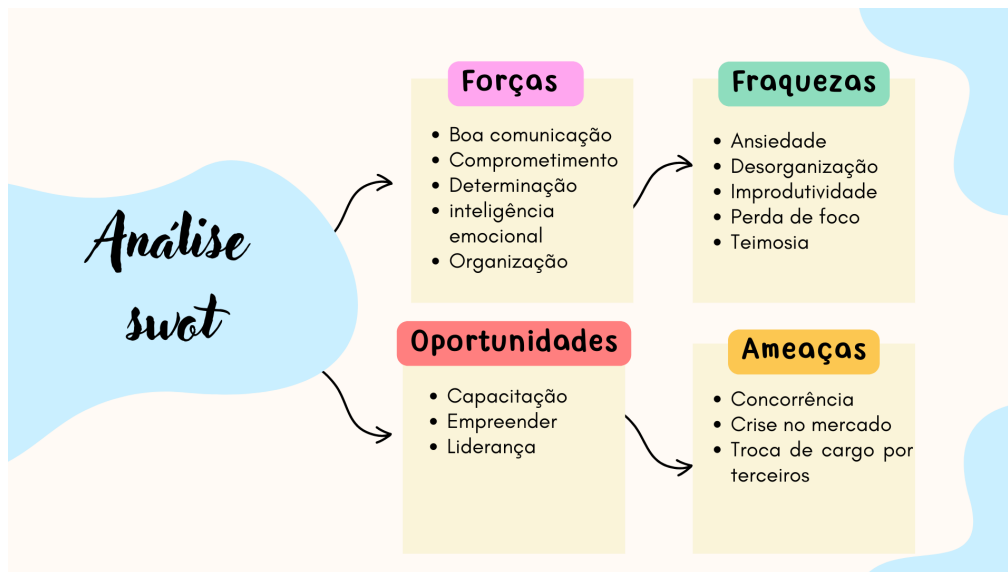 Análise
swot
Forças
• Boa comunicação
• Comprometimento
• Determinação
• inteligência
emocional
• Organização
Fraquezas
• Ansiedade
• Desorganização
• Improdutividade
• Perda de foco
• Teimosia
Oportunidades
• Capacitação
• Empreender
• Liderança
Ameaças
• Concorrência
• Crise no mercado
• Troca de cargo por
terceiros